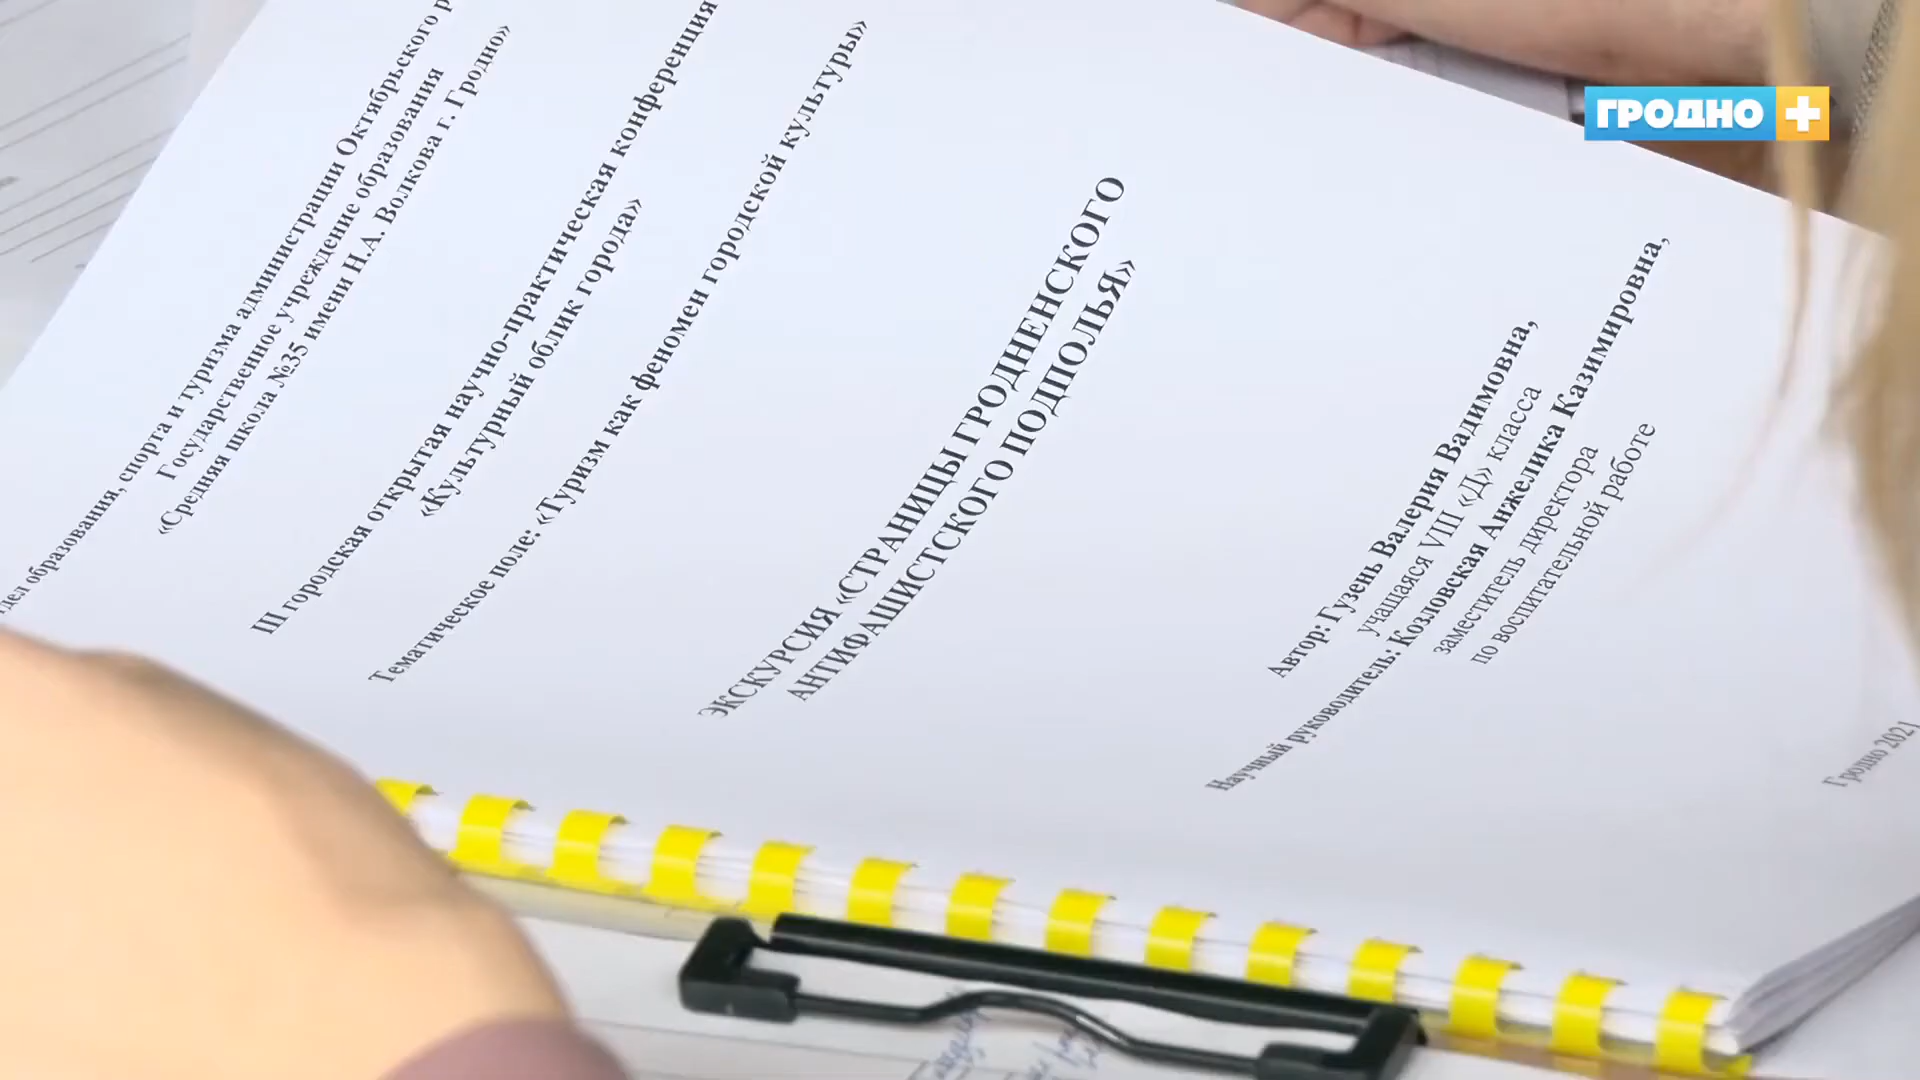 дел образования, спорта и туризма администрации Октябрьского р
Государственное учреждение образования
«Средняя школа №35 имени Н.А. Волкова г. Гродно»
III городская открытая научно-практическая конференция
«Культурный облик города»
Тематическое поле: «Туризм как феномен городской культуры»
ЭКСКУРСИЯ «СТРАНИЦЫ ГРОДНЕНСКОГО
АНТИФАШИСТСКОГО ПОДПОЛЬЯ»
Автор: Гузень Валерия Вадимовна,
учащаяся VIII «Д» класса
Научный руководитель: Козловская Анжелика Казимировна,
заместитель директора
по воспитательной работе
Гродно 2021
ГРОДНО +